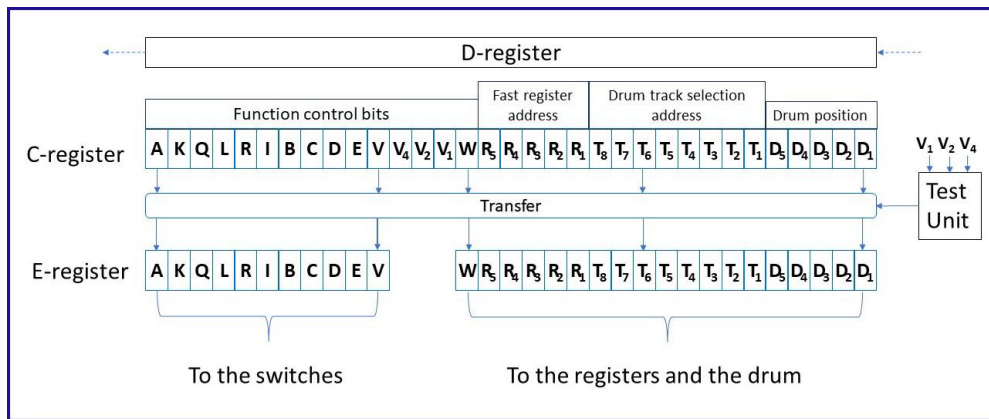 D-register
Function control bits
Fast register
address
Drum track selection
address
Drum position
C-register
A K Q L R I B C D E V V₄ V₂ V₁ W R₅ R₄ R₃ R₂ R₁ T₈ T₇ T₆ T₅ T₄ T₃ T₂ T₁ D₅ D₄ D₃ D₂ D₁
V₁ V₂ V₄
Transfer
Test
Unit
E-register
A K Q L R I B C D E V W R₅ R₄ R₃ R₂ R₁ T₈ T₇ T₆ T₅ T₄ T₃ T₂ T₁ D₅ D₄ D₃ D₂ D₁
To the switches
To the registers and the drum